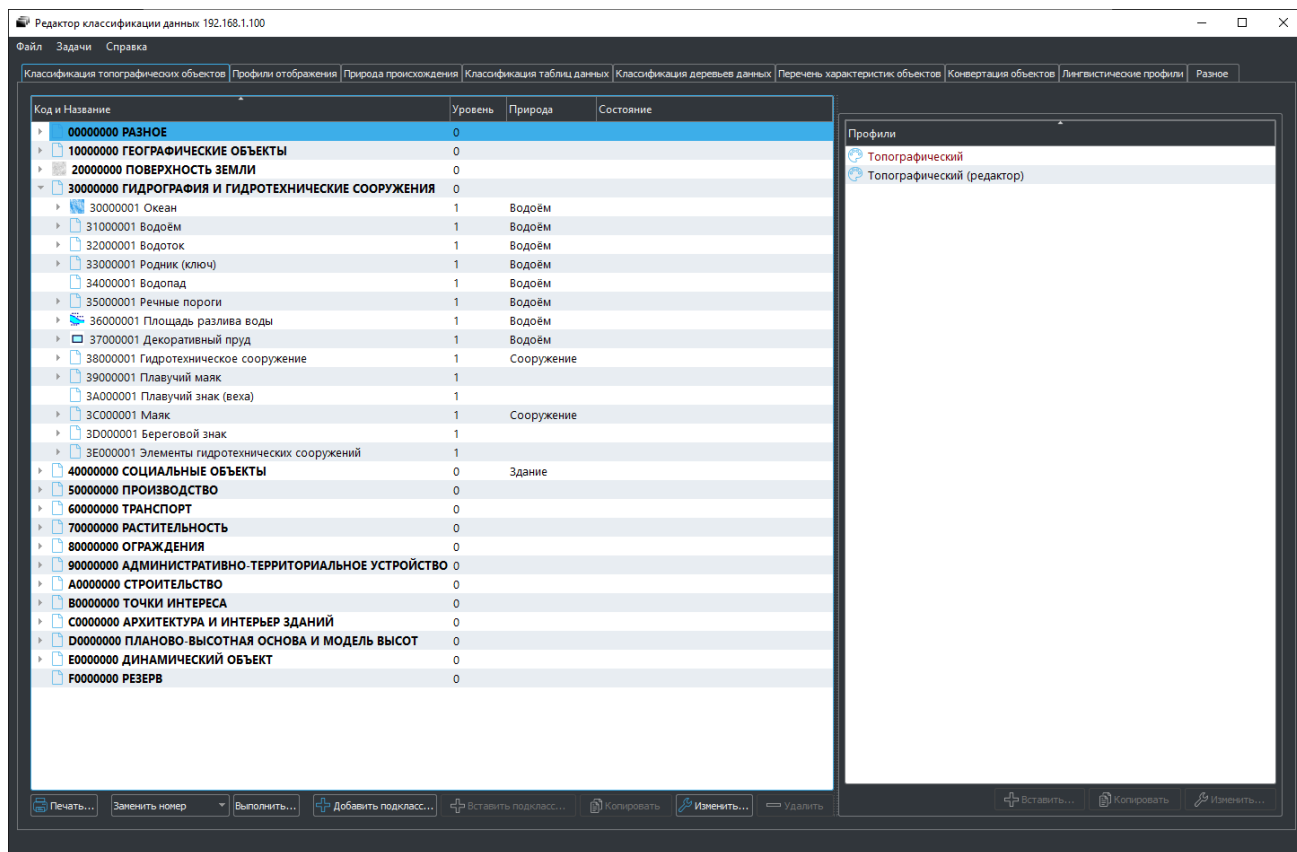 Редактор классификации данных 192.168.1.100
Файл Задачи Справка
Классификация топографических объектов Профили отображения Природа происхождения Классификация таблиц данных Классификация деревьев данных Перечень характеристик объектов Конвертация объектов Лингвистические профили Разное
Код и Название Уровень Природа Состояние
00000000 РАЗНОЕ 0
10000000 ГЕОГРАФИЧЕСКИЕ ОБЪЕКТЫ 0
20000000 ПОВЕРХНОСТЬ ЗЕМЛИ 0
30000000 ГИДРОГРАФИЯ И ГИДРОТЕХНИЧЕСКИЕ СООРУЖЕНИЯ 0
30000001 Океан 1 Водоём
31000001 Водоём 1 Водоём
32000001 Водоток 1 Водоём
33000001 Родник (ключ) 1 Водоём
34000001 Водопад 1 Водоём
35000001 Речные пороги 1 Водоём
36000001 Площадь разлива воды 1 Водоём
37000001 Декоративный пруд 1 Водоём
38000001 Гидротехническое сооружение 1 Сооружение
39000001 Плавучий маяк 1
3A000001 Плавучий знак (веха) 1
3C000001 Маяк 1 Сооружение
3D000001 Береговой знак 1
3E000001 Элементы гидротехнических сооружений 1
40000000 СОЦИАЛЬНЫЕ ОБЪЕКТЫ 0 Здание
50000000 ПРОИЗВОДСТВО 0
60000000 ТРАНСПОРТ 0
70000000 РАСТИТЕЛЬНОСТЬ 0
80000000 ОГРАЖДЕНИЯ 0
90000000 АДМИНИСТРАТИВНО-ТЕРРИТОРИАЛЬНОЕ УСТРОЙСТВО 0
A0000000 СТРОИТЕЛЬСТВО 0
B0000000 ТОЧКИ ИНТЕРЕСА 0
C0000000 АРХИТЕКТУРА И ИНТЕРЬЕР ЗДАНИЙ 0
D0000000 ПЛАНОВО-ВЫСОТНАЯ ОСНОВА И МОДЕЛЬ ВЫСОТ 0
E0000000 ДИНАМИЧЕСКИЙ ОБЪЕКТ 0
F0000000 РЕЗЕРВ 0
Печать... Заменить номер Выполнить... Добавить подкласс... Вставить подкласс... Копировать Изменить... Удалить
Профили
Топографический
Топографический (редактор)
Вставить... Копировать Изменить...